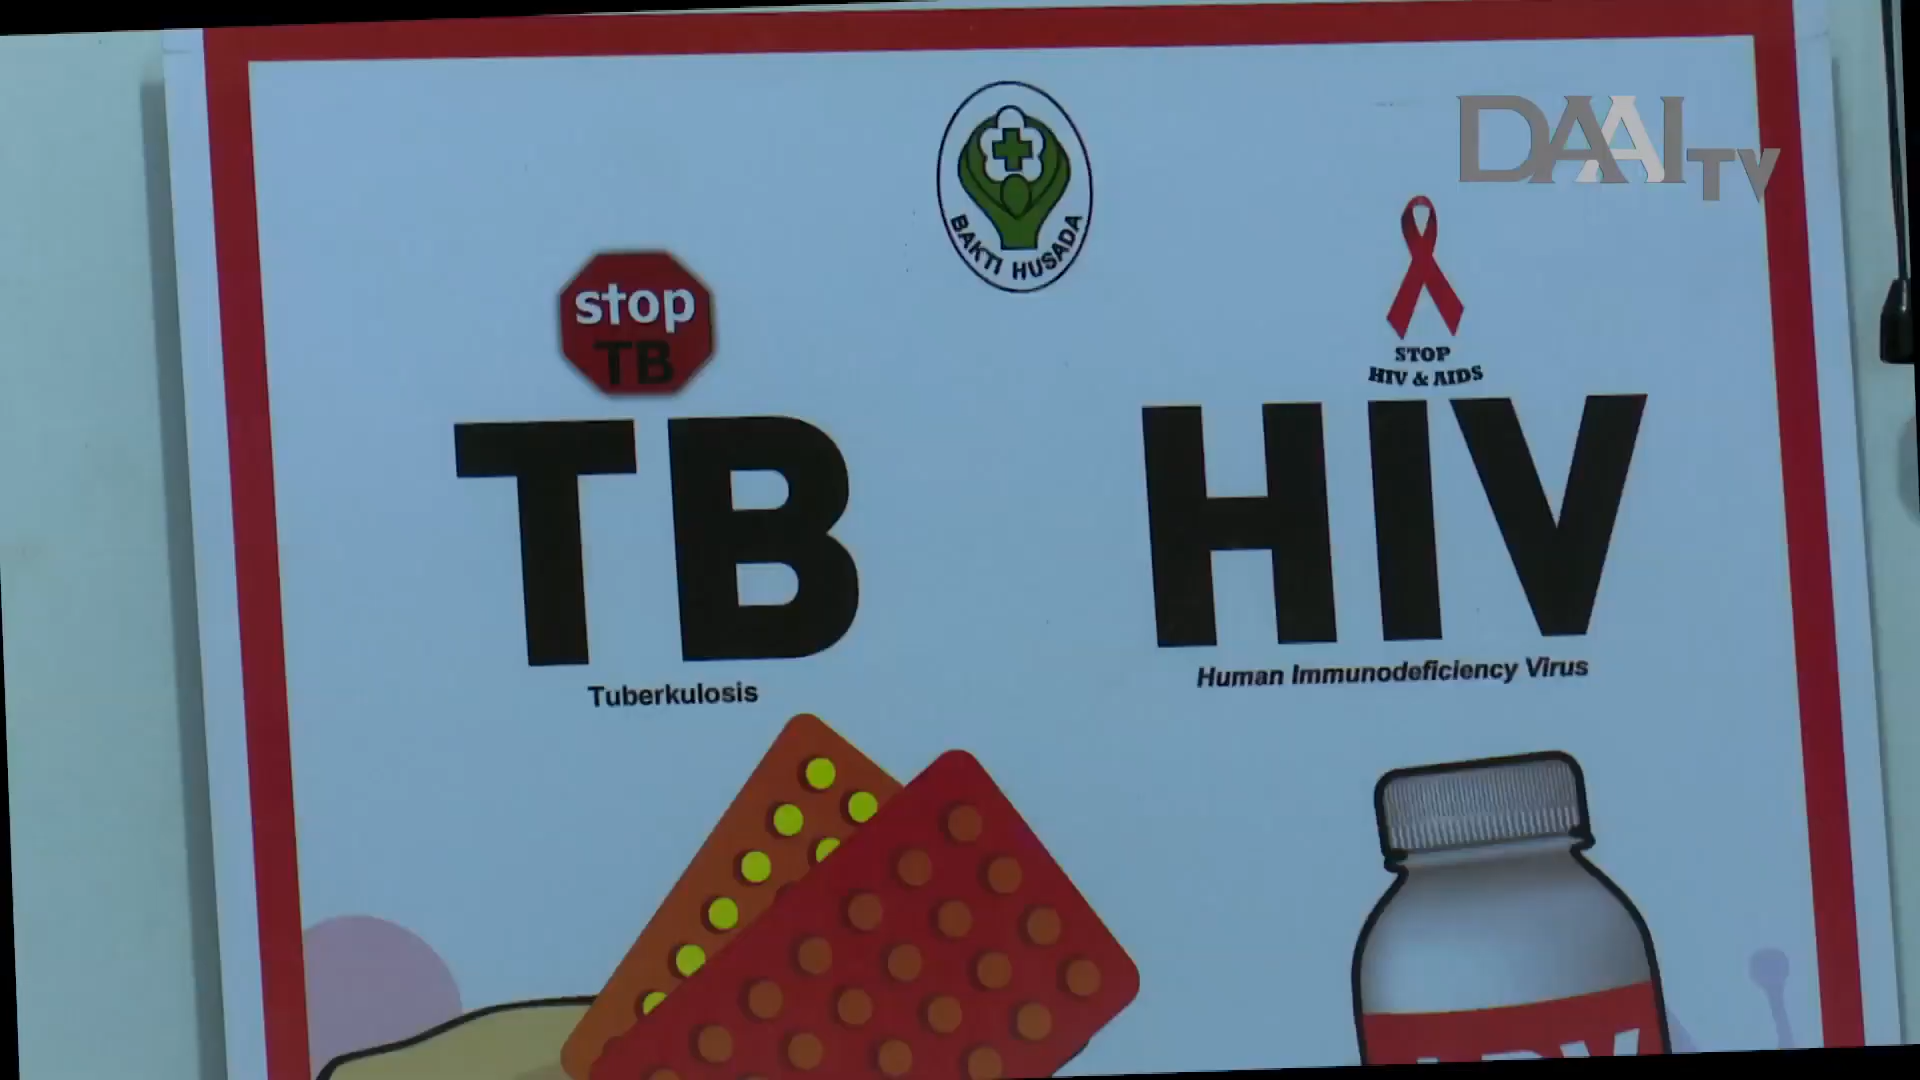 DAAI TV
BAKTI HUSADA
stop
TB
STOP
HIV & AIDS
TB
HIV
Tuberkulosis
Human Immunodeficiency Virus